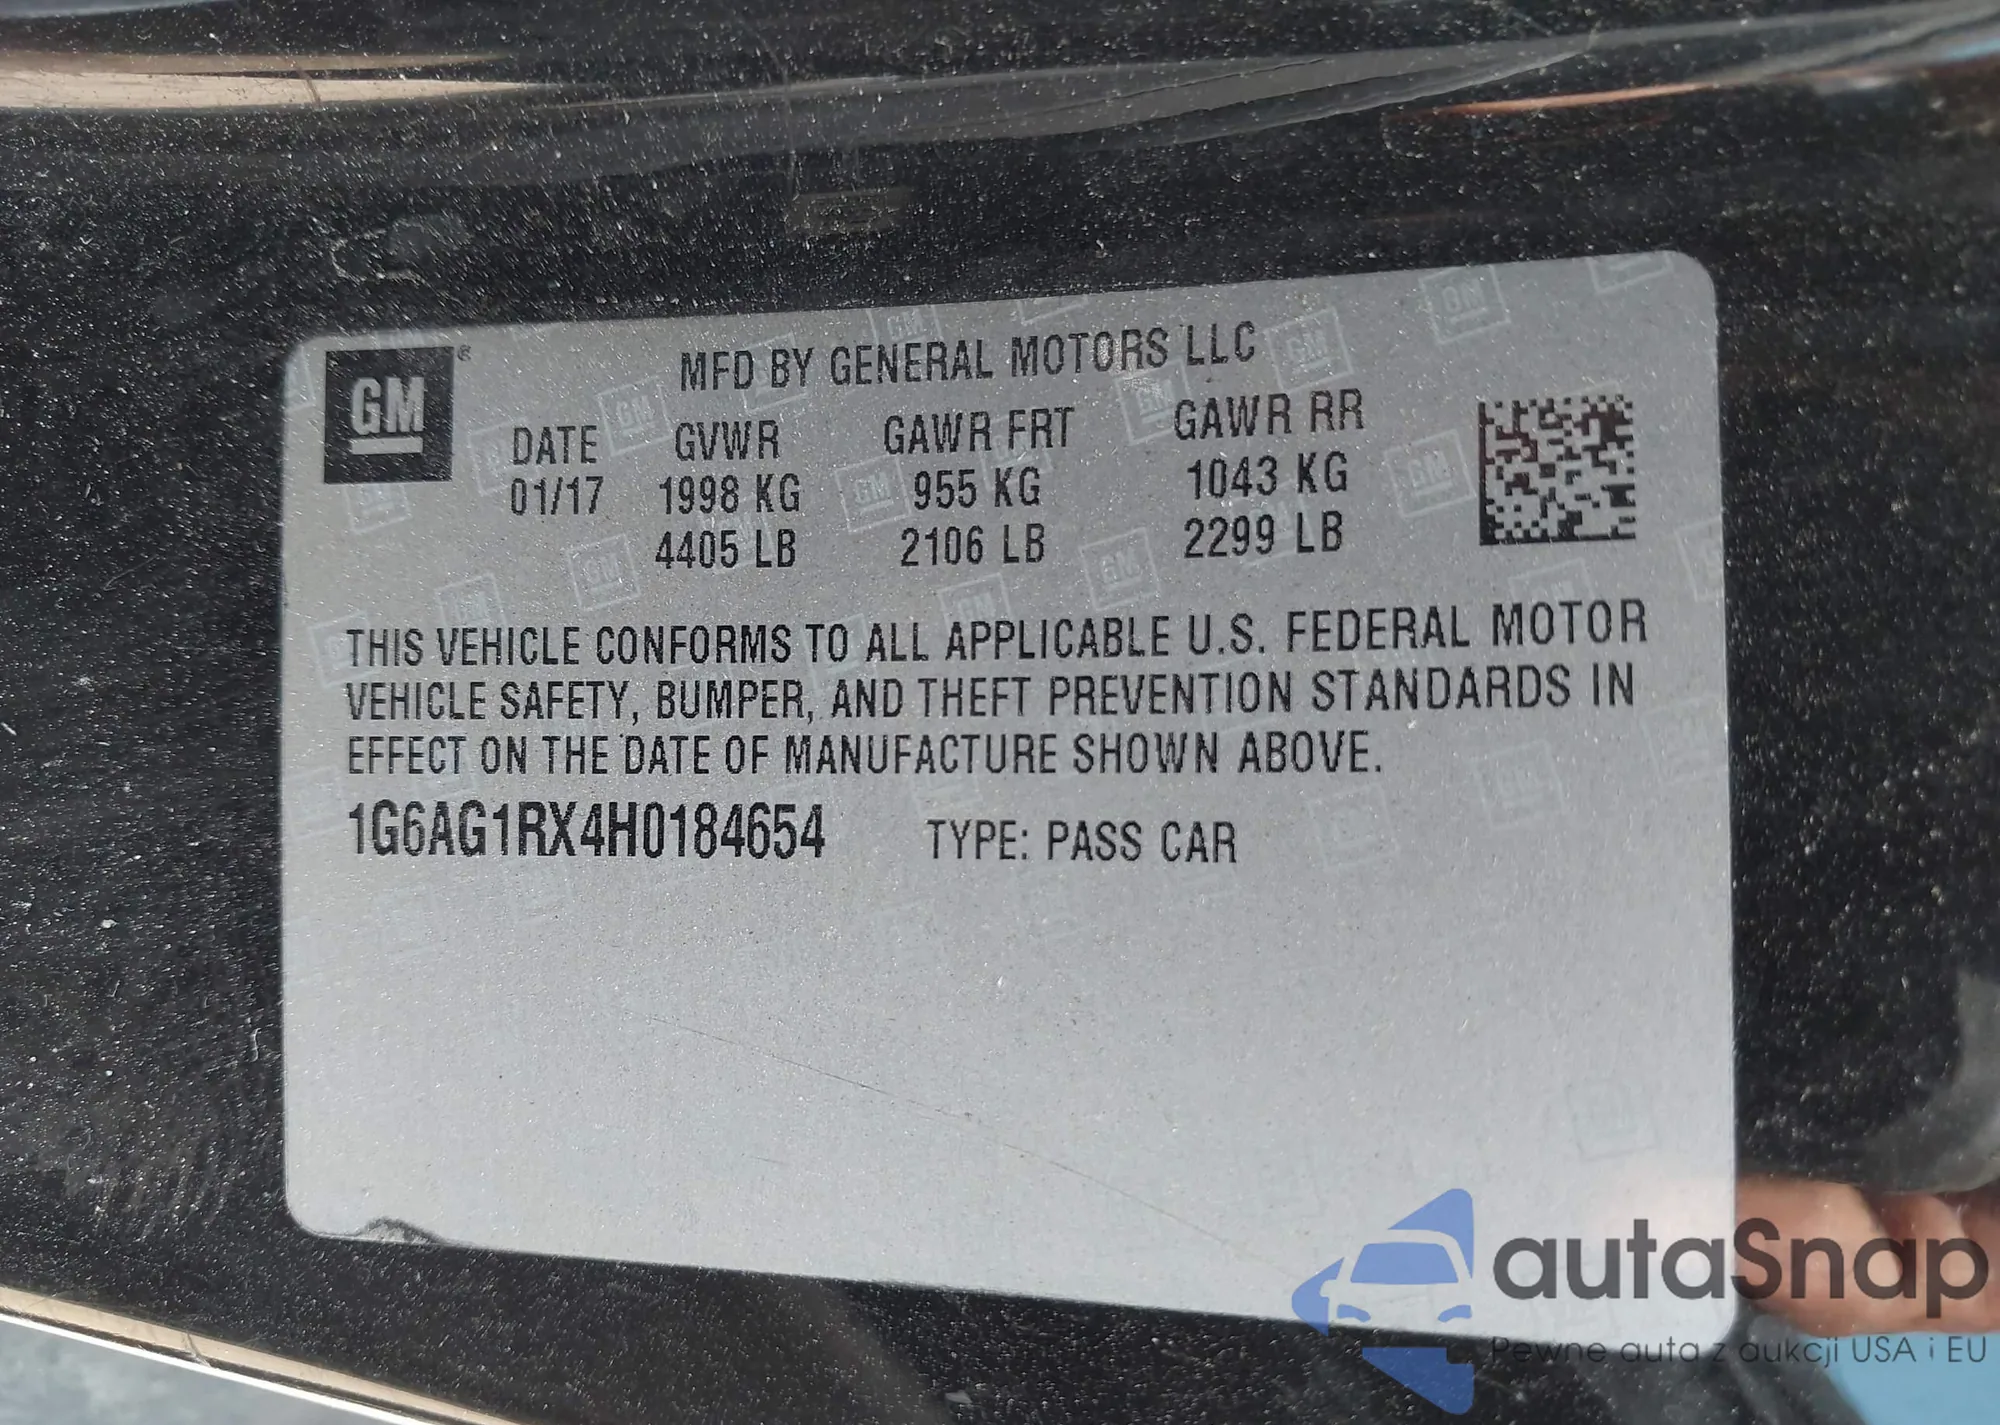 GM®
MFD BY GENERAL MOTORS LLC
DATE GVWR GAWR FRT GAWR RR
01/17 1998 KG 955 KG 1043 KG
4405 LB 2106 LB 2299 LB
THIS VEHICLE CONFORMS TO ALL APPLICABLE U.S. FEDERAL MOTOR
VEHICLE SAFETY, BUMPER, AND THEFT PREVENTION STANDARDS IN
EFFECT ON THE DATE OF MANUFACTURE SHOWN ABOVE.
1G6AG1RX4H0184654 TYPE: PASS CAR
autaSnap
Pewne auta z aukcji USA i EU